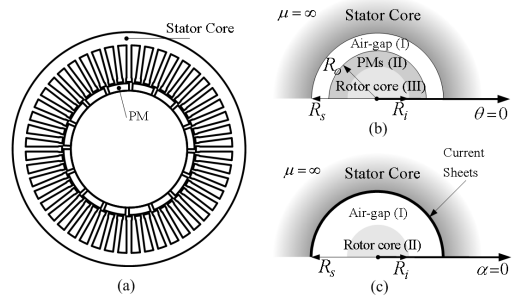 Stator Core
PM
(a)
μ=∞
Stator Core
Air-gap (I)
PMs (II)
R_o
Rotor core (III)
R_s
R_i
θ=0
(b)
μ=∞
Stator Core
Current
Sheets
Air-gap (I)
Rotor core (II)
R_s
R_i
α=0
(c)